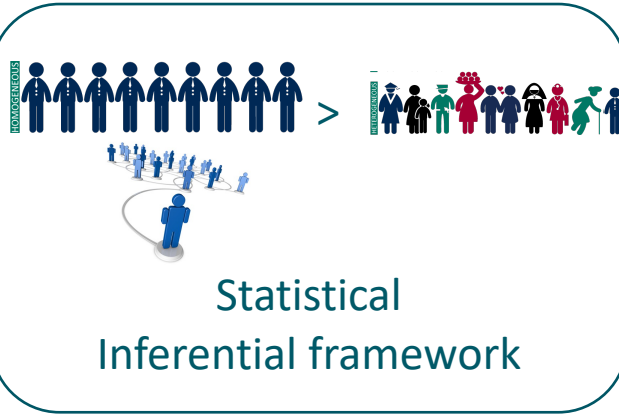 HOMOGENEOUS
>
HETEROGENEOUS
Statistical
Inferential framework